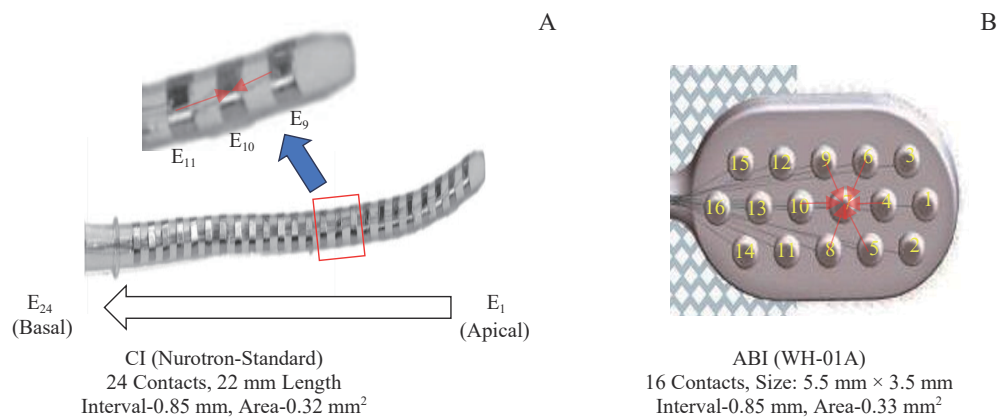 A
B
E₉
E₁₀
E₁₁
15 12 9 6 3
16 13 10 7 4 1
14 11 8 5 2
E₂₄
(Basal)
E₁
(Apical)
CI (Nurotron-Standard)
24 Contacts, 22 mm Length
Interval-0.85 mm, Area-0.32 mm²
ABI (WH-01A)
16 Contacts, Size: 5.5 mm × 3.5 mm
Interval-0.85 mm, Area-0.33 mm²